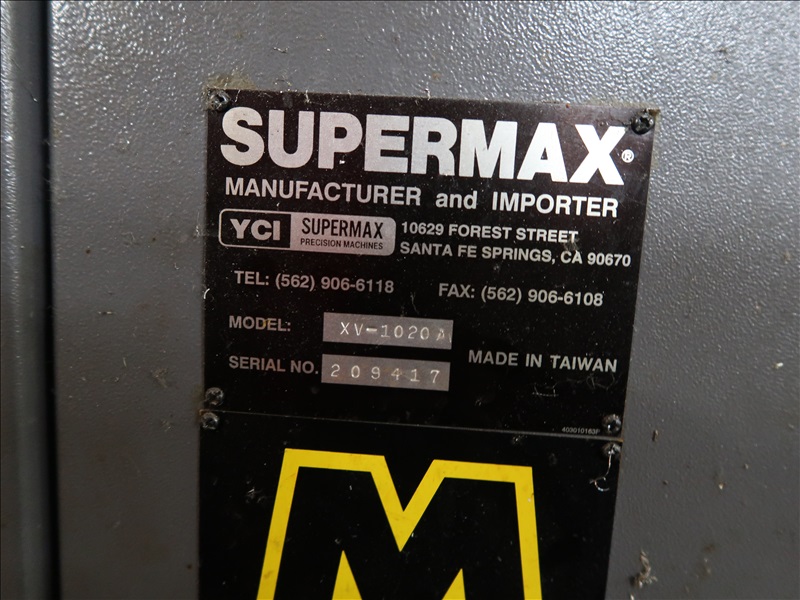 SUPERMAX®
MANUFACTURER and IMPORTER
YCI SUPERMAX PRECISION MACHINES
10629 FOREST STREET
SANTA FE SPRINGS, CA 90670
TEL: (562) 906-6118 FAX: (562) 906-6108
MODEL: XV-1020A
SERIAL NO. 209417 MADE IN TAIWAN
403010163P
M